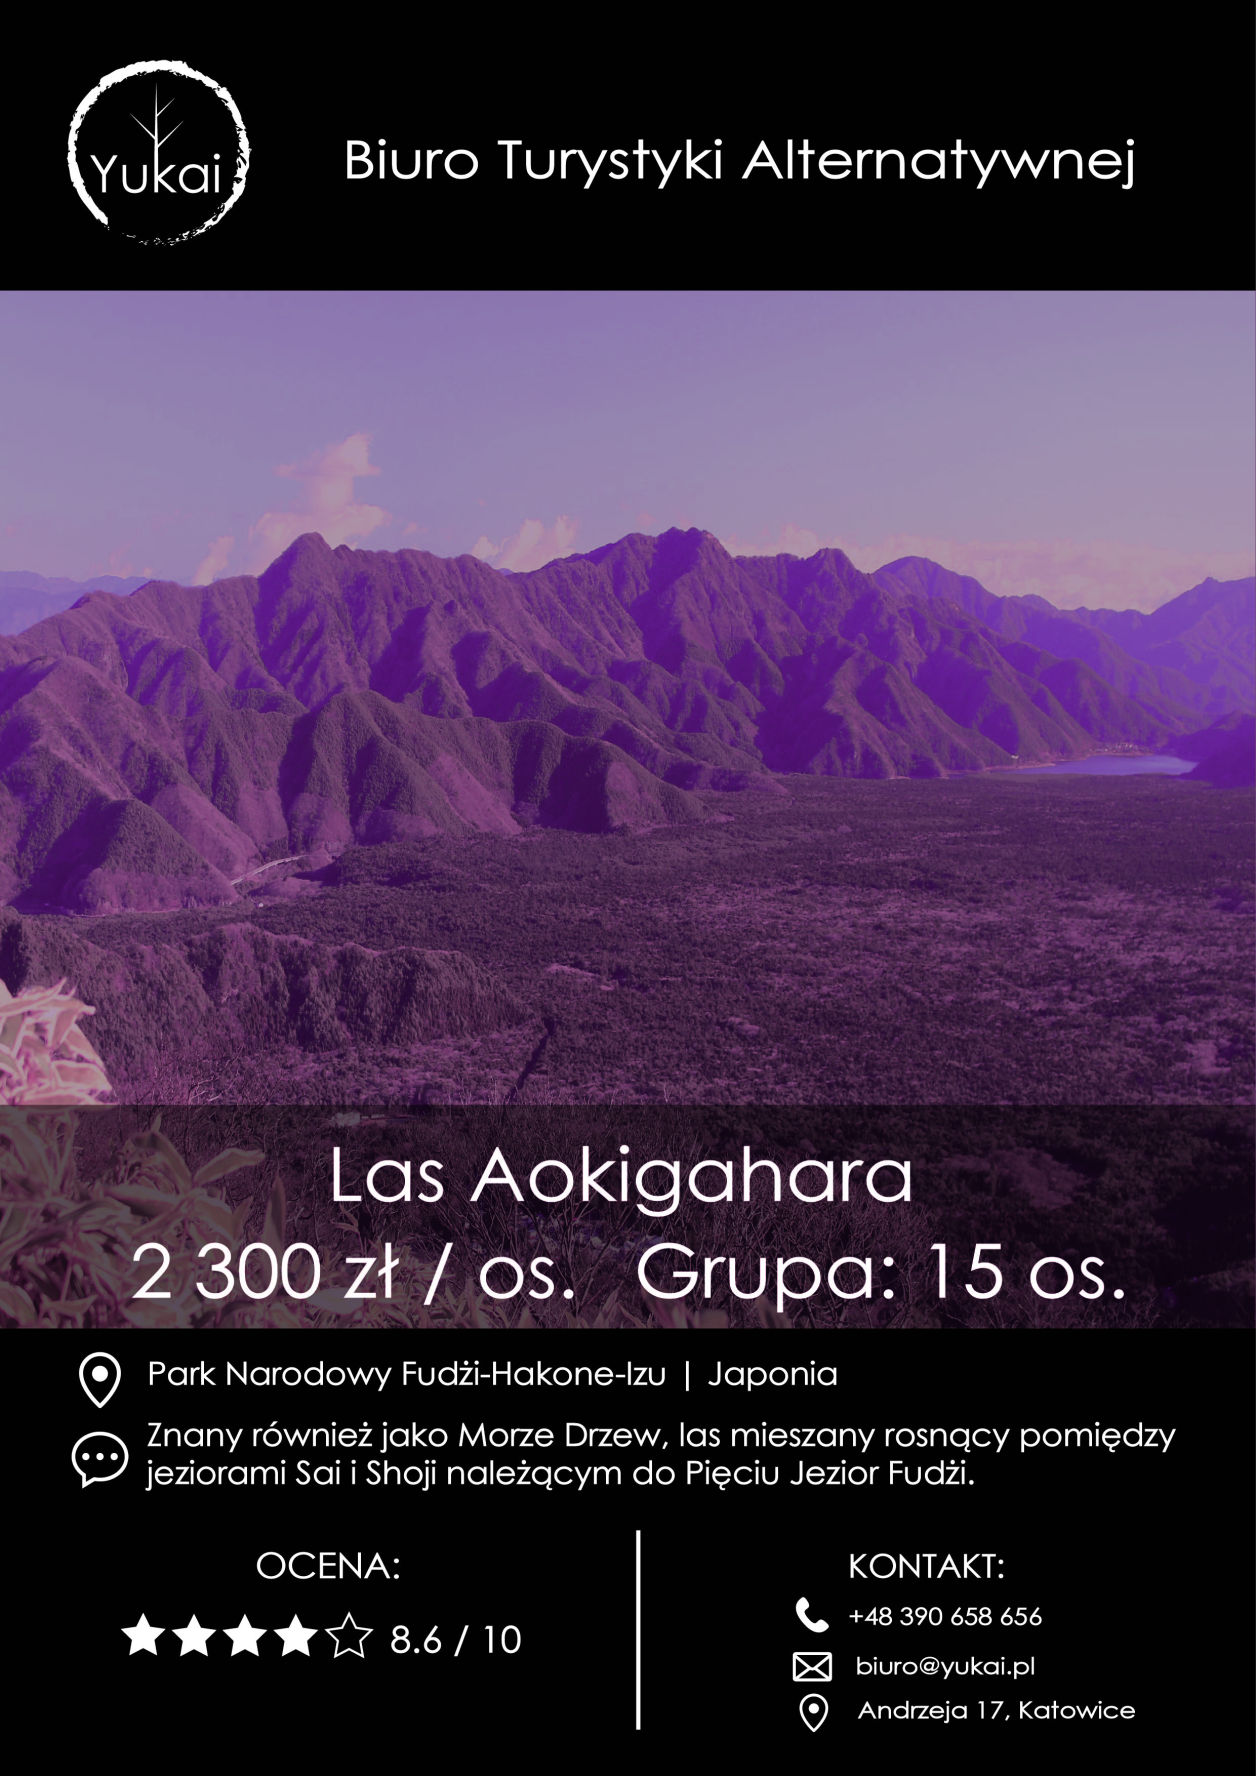 Yukai
Biuro Turystyki Alternatywnej
Las Aokigahara
2 300 zł / os. Grupa: 15 os.
Park Narodowy Fudżi-Hakone-Izu | Japonia
Znany również jako Morze Drzew, las mieszany rosnący pomiędzy
jeziorami Sai i Shoji należącym do Pięciu Jezior Fudżi.
OCENA:
8.6 / 10
KONTAKT:
+48 390 658 656
biuro@yukai.pl
Andrzeja 17, Katowice